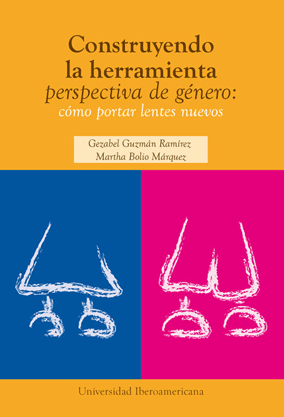 Construyendo
la herramienta
perspectiva de género:
cómo portar lentes nuevos
Gezabel Guzmán Ramírez
Martha Bolio Márquez
Universidad Iberoamericana